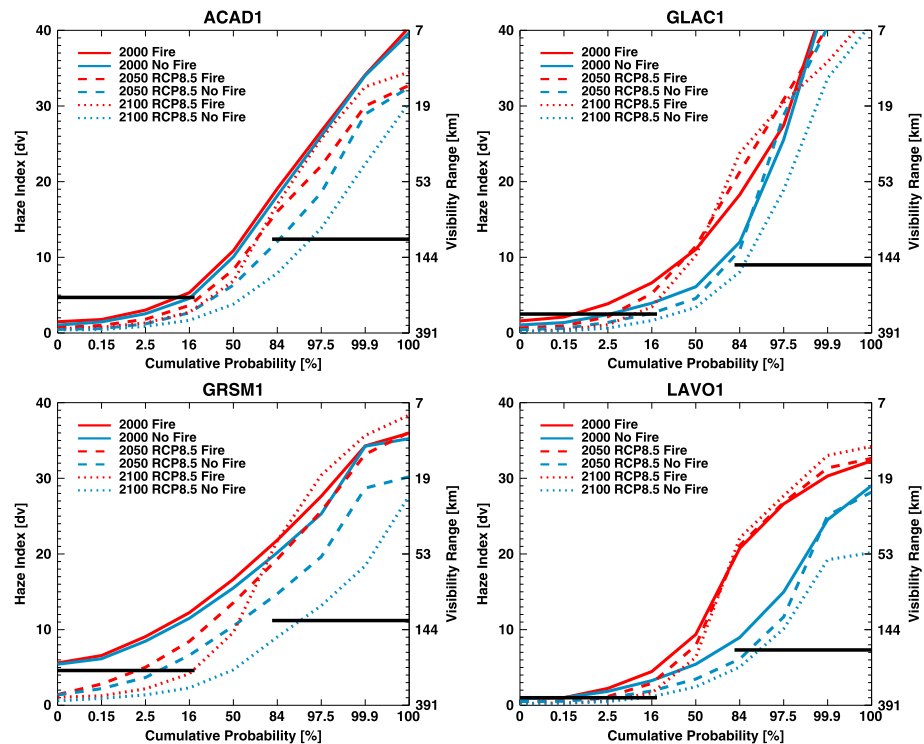 ACAD1
40
30
20
10
0
Haze Index [dv]
7
19
53
144
391
Visibility Range [km]
2000 Fire
2000 No Fire
2050 RCP8.5 Fire
2050 RCP8.5 No Fire
2100 RCP8.5 Fire
2100 RCP8.5 No Fire
0 0.15 2.5 16 50 84 97.5 99.9 100
Cumulative Probability [%]
GLAC1
40
30
20
10
0
Haze Index [dv]
7
19
53
144
391
Visibility Range [km]
2000 Fire
2000 No Fire
2050 RCP8.5 Fire
2050 RCP8.5 No Fire
2100 RCP8.5 Fire
2100 RCP8.5 No Fire
0 0.15 2.5 16 50 84 97.5 99.9 100
Cumulative Probability [%]
GRSM1
40
30
20
10
0
Haze Index [dv]
7
19
53
144
391
Visibility Range [km]
2000 Fire
2000 No Fire
2050 RCP8.5 Fire
2050 RCP8.5 No Fire
2100 RCP8.5 Fire
2100 RCP8.5 No Fire
0 0.15 2.5 16 50 84 97.5 99.9 100
Cumulative Probability [%]
LAVO1
40
30
20
10
0
Haze Index [dv]
7
19
53
144
391
Visibility Range [km]
2000 Fire
2000 No Fire
2050 RCP8.5 Fire
2050 RCP8.5 No Fire
2100 RCP8.5 Fire
2100 RCP8.5 No Fire
0 0.15 2.5 16 50 84 97.5 99.9 100
Cumulative Probability [%]